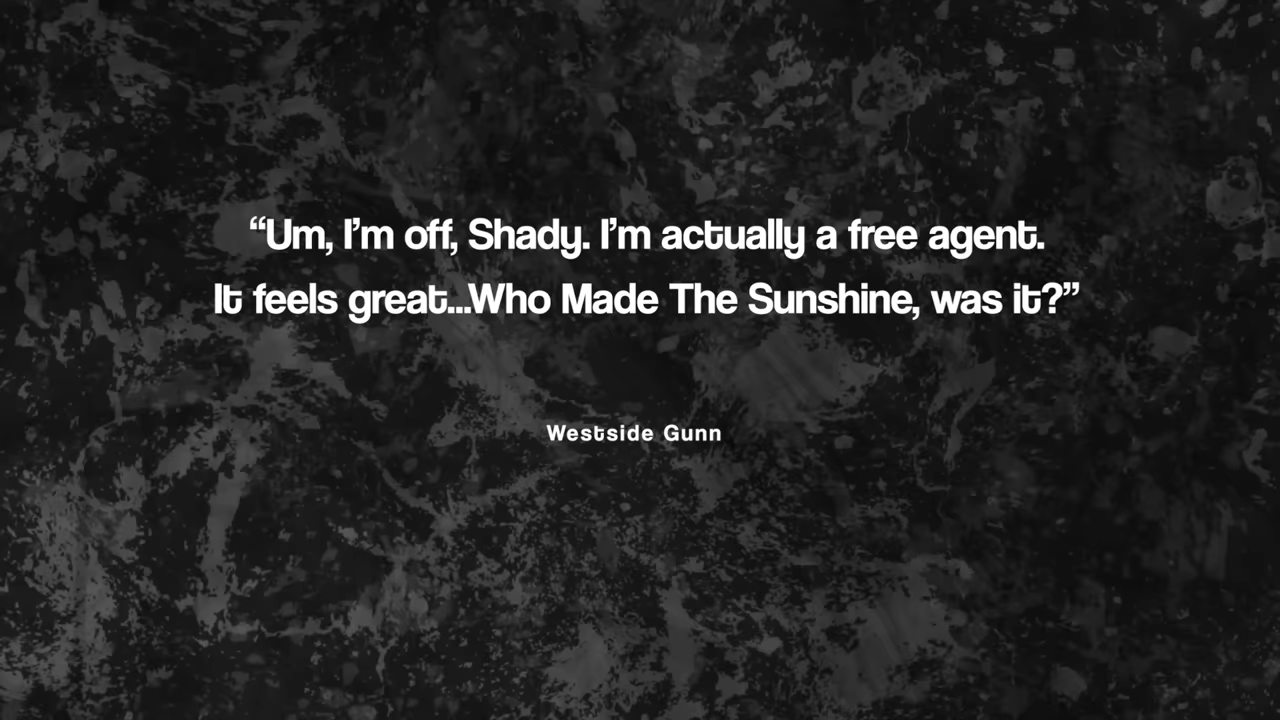 “Um, I’m off, Shady. I’m actually a free agent.
It feels great...Who Made The Sunshine, was it?”
Westside Gunn